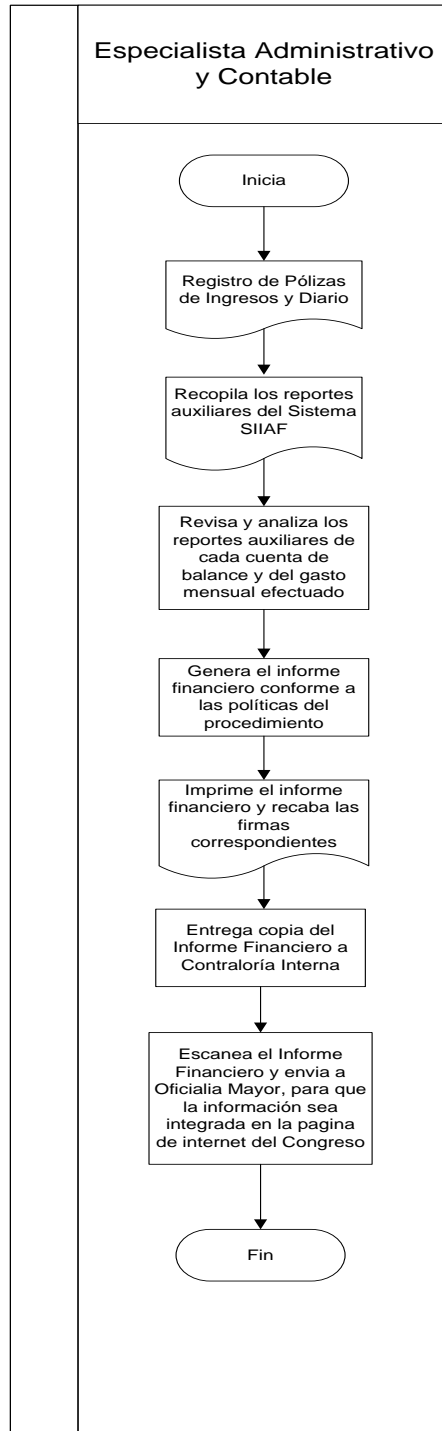 Especialista Administrativo
y Contable
Inicia
Registro de Pólizas
de Ingresos y Diario
Recopila los reportes
auxiliares del Sistema
SIIAF
Revisa y analiza los
reportes auxiliares de
cada cuenta de
balance y del gasto
mensual efectuado
Genera el informe
financiero conforme a
las políticas del
procedimiento
Imprime el informe
financiero y recaba las
firmas
correspondientes
Entrega copia del
Informe Financiero a
Contraloría Interna
Escanea el Informe
Financiero y envia a
Oficialia Mayor, para que
la información sea
integrada en la pagina
de internet del Congreso
Fin